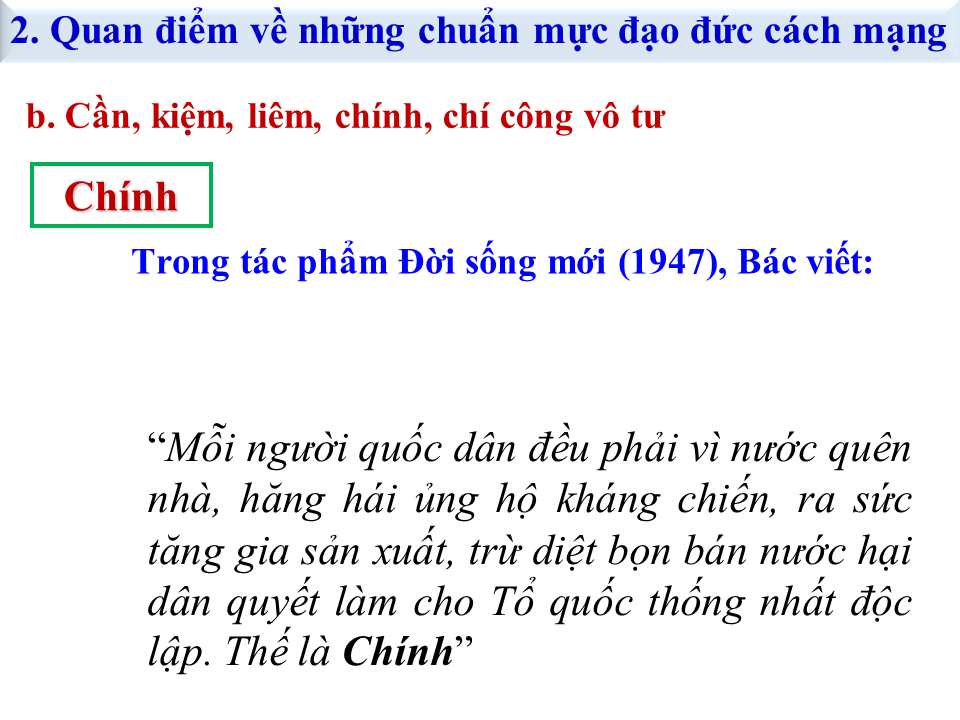 2. Quan điểm về những chuẩn mực đạo đức cách mạng
b. Cần, kiệm, liêm, chính, chí công vô tư
Chính
Trong tác phẩm Đời sống mới (1947), Bác viết:
“Mỗi người quốc dân đều phải vì nước quên
nhà, hăng hái ủng hộ kháng chiến, ra sức
tăng gia sản xuất, trừ diệt bọn bán nước hại
dân quyết làm cho Tổ quốc thống nhất độc
lập. Thế là Chính”